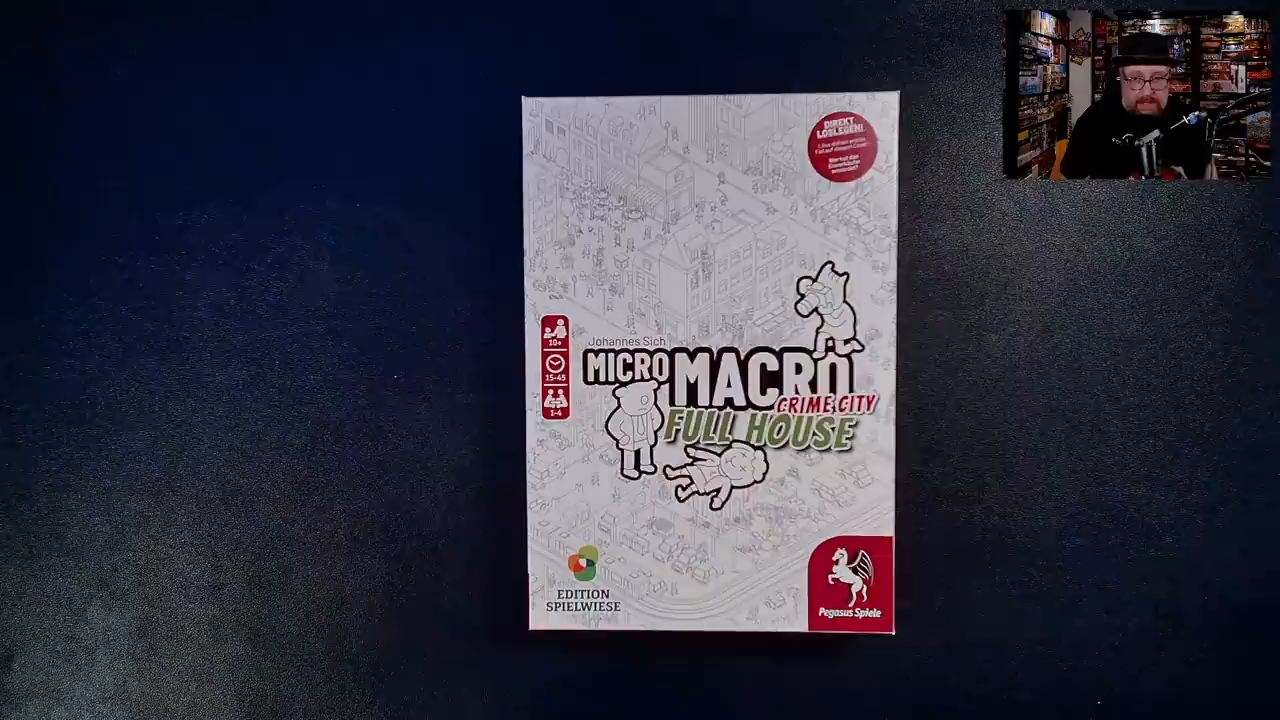 DIREKT
LOSLEGEN!
10+
15-45
1-4
Johannes Sich
MICRO MACRO
CRIME CITY
FULL HOUSE
EDITION
SPIELWIESE
Pegasus Spiele